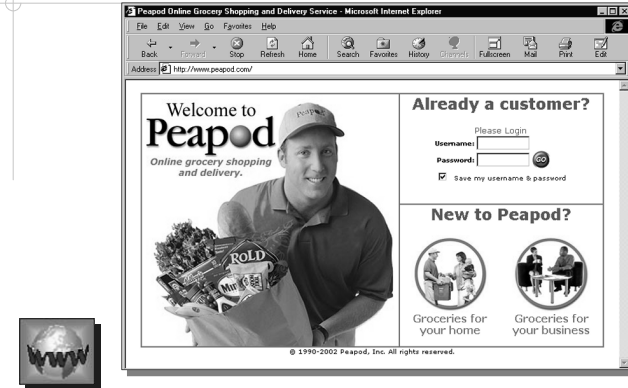 Peapod Online Grocery Shopping and Delivery Service - Microsoft Internet Explorer
File Edit View Go Favorites Help
Back Forward Stop Refresh Home Search Favorites History Channels Fullscreen Mail Print Edit
Address http://www.peapod.com/
Welcome to
Peapod
Online grocery shopping
and delivery.
Peapod
ROLD
Already a customer?
Please Login
Username:
Password:
GO
Save my username & password
New to Peapod?
Groceries for
your home
Groceries for
your business
© 1990-2002 Peapod, Inc. All rights reserved.
WWW